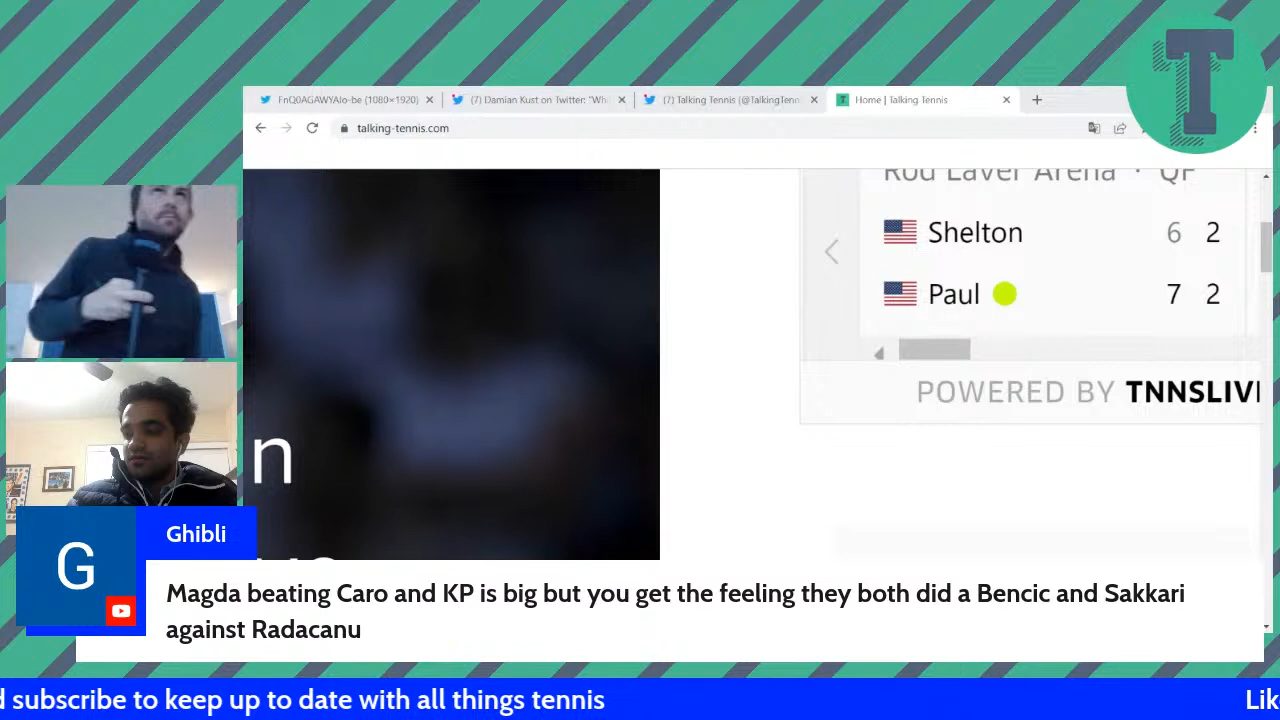 T
FnQ0AGAWYAIo-be (1080×1920)
(7) Damian Kust on Twitter: "Wh
(7) Talking Tennis (@TalkingTenn
Home | Talking Tennis
talking-tennis.com
Rod Laver Arena · QF
Shelton 6 2
Paul 7 2
POWERED BY TNNSLIVE
n
G
Ghibli
Magda beating Caro and KP is big but you get the feeling they both did a Bencic and Sakkari
against Radacanu
d subscribe to keep up to date with all things tennis
Lik